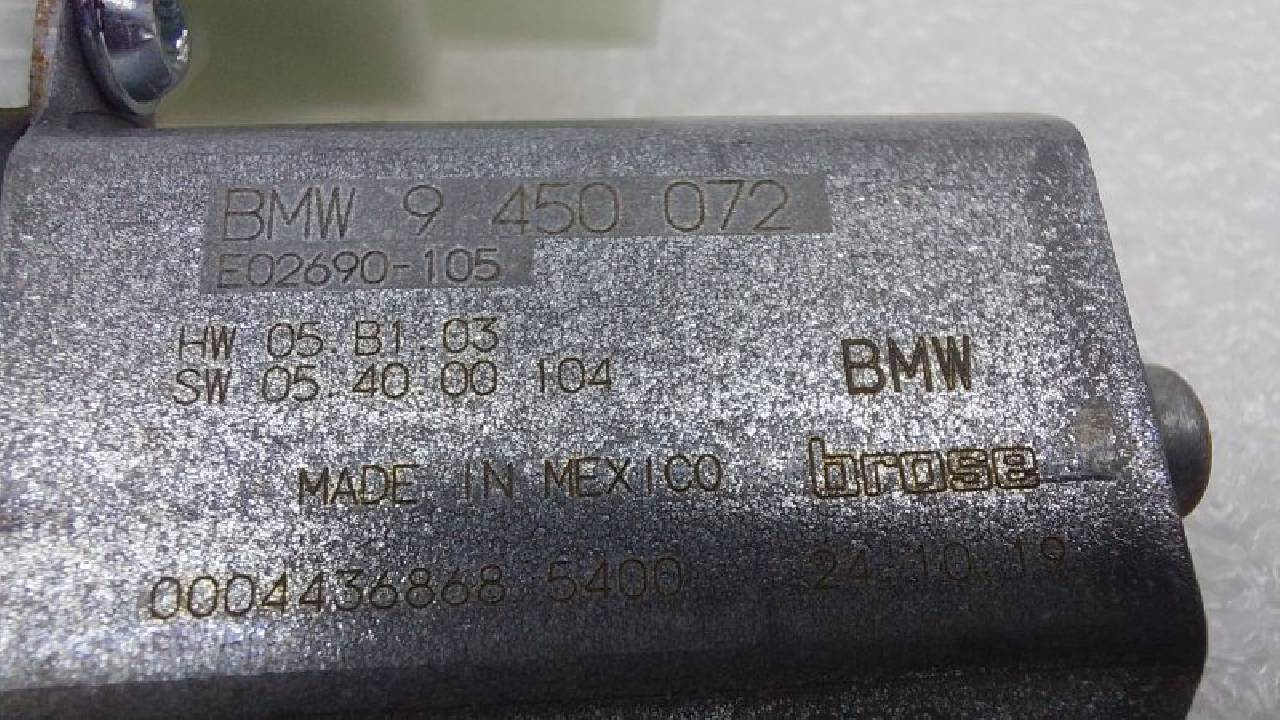 BMW 9 450 072
E02690-105
HW 05.B1.03
SW 05.40.00 104
BMW
MADE IN MEXICO
brose
0004436868 5400 24.10.19